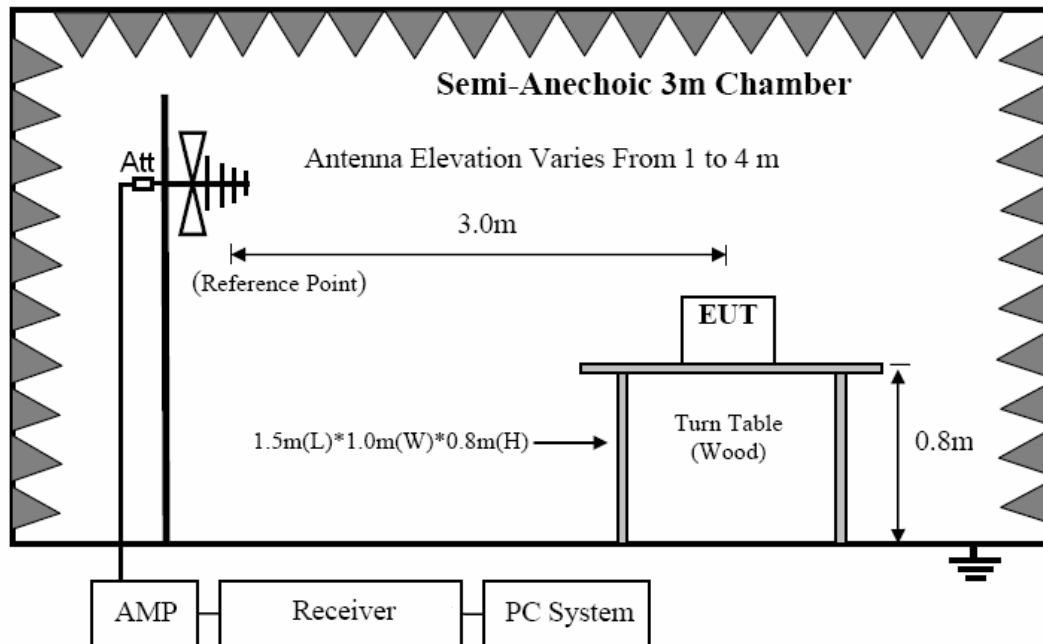 Semi-Anechoic 3m Chamber
Att
Antenna Elevation Varies From 1 to 4 m
3.0m
(Reference Point)
EUT
1.5m(L)*1.0m(W)*0.8m(H)
Turn Table
(Wood)
0.8m
AMP
Receiver
PC System